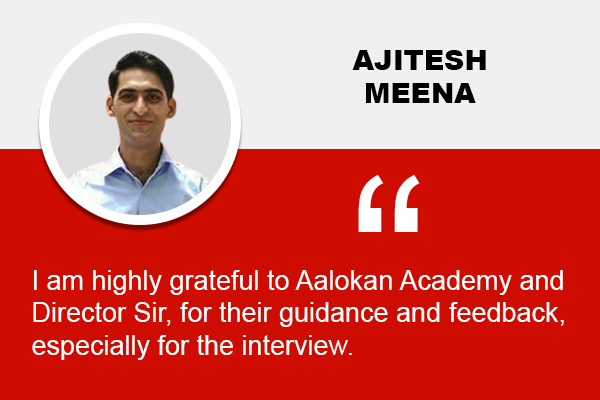 AJITESH
MEENA
“
I am highly grateful to Aalokan Academy and
Director Sir, for their guidance and feedback,
especially for the interview.